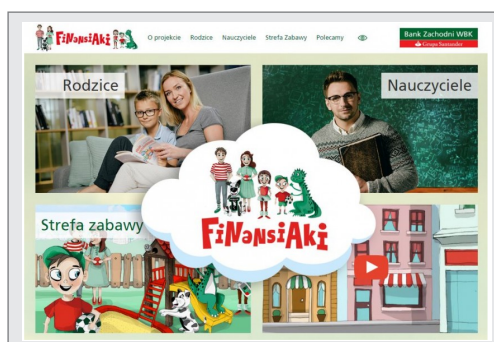 FiNaNsiAki
O projekcie Rodzice Nauczyciele Strefa Zabawy Polecamy
Bank Zachodni WBK
Grupa Santander
Rodzice
Nauczyciele
Strefa zabawy
FiNaNsiAki